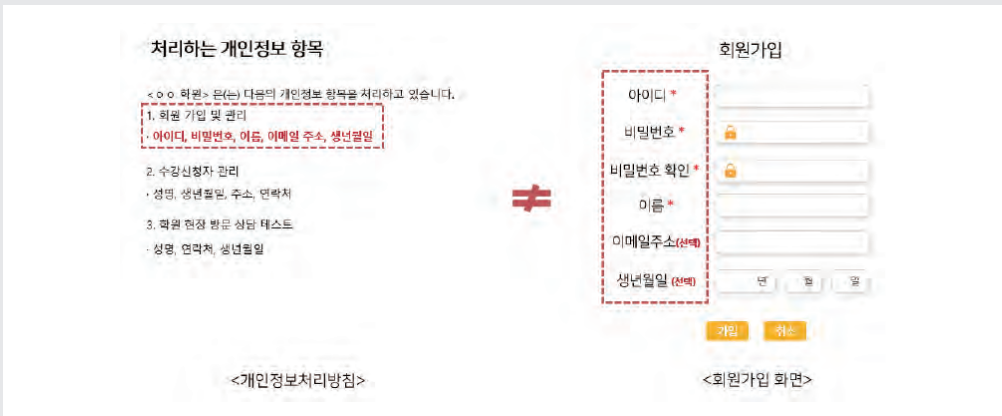 처리하는 개인정보 항목
<ㅇㅇ 학원> 은(는) 다음의 개인정보 항목을 처리하고 있습니다.
1. 회원 가입 및 관리
· 아이디, 비밀번호, 이름, 이메일 주소, 생년월일
2. 수강신청자 관리
· 성명, 생년월일, 주소, 연락처
3. 학원 현장 방문 상담 테스트
· 성명, 연락처, 생년월일
<개인정보처리방침>
≠
회원가입
아이디 *
비밀번호 *
비밀번호 확인 *
이름 *
이메일주소(선택)
생년월일 (선택) 년 월 일
가입 취소
<회원가입 화면>